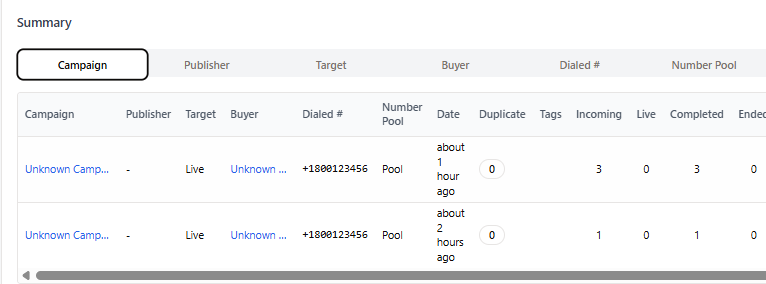 Summary
Campaign Publisher Target Buyer Dialed # Number Pool
Campaign Publisher Target Buyer Dialed # Number Pool Date Duplicate Tags Incoming Live Completed Ended
Unknown Camp... - Live Unknown ... +1800123456 Pool about 1 hour ago 0 3 0 3 0
Unknown Camp... - Live Unknown ... +1800123456 Pool about 2 hours ago 0 1 0 1 0